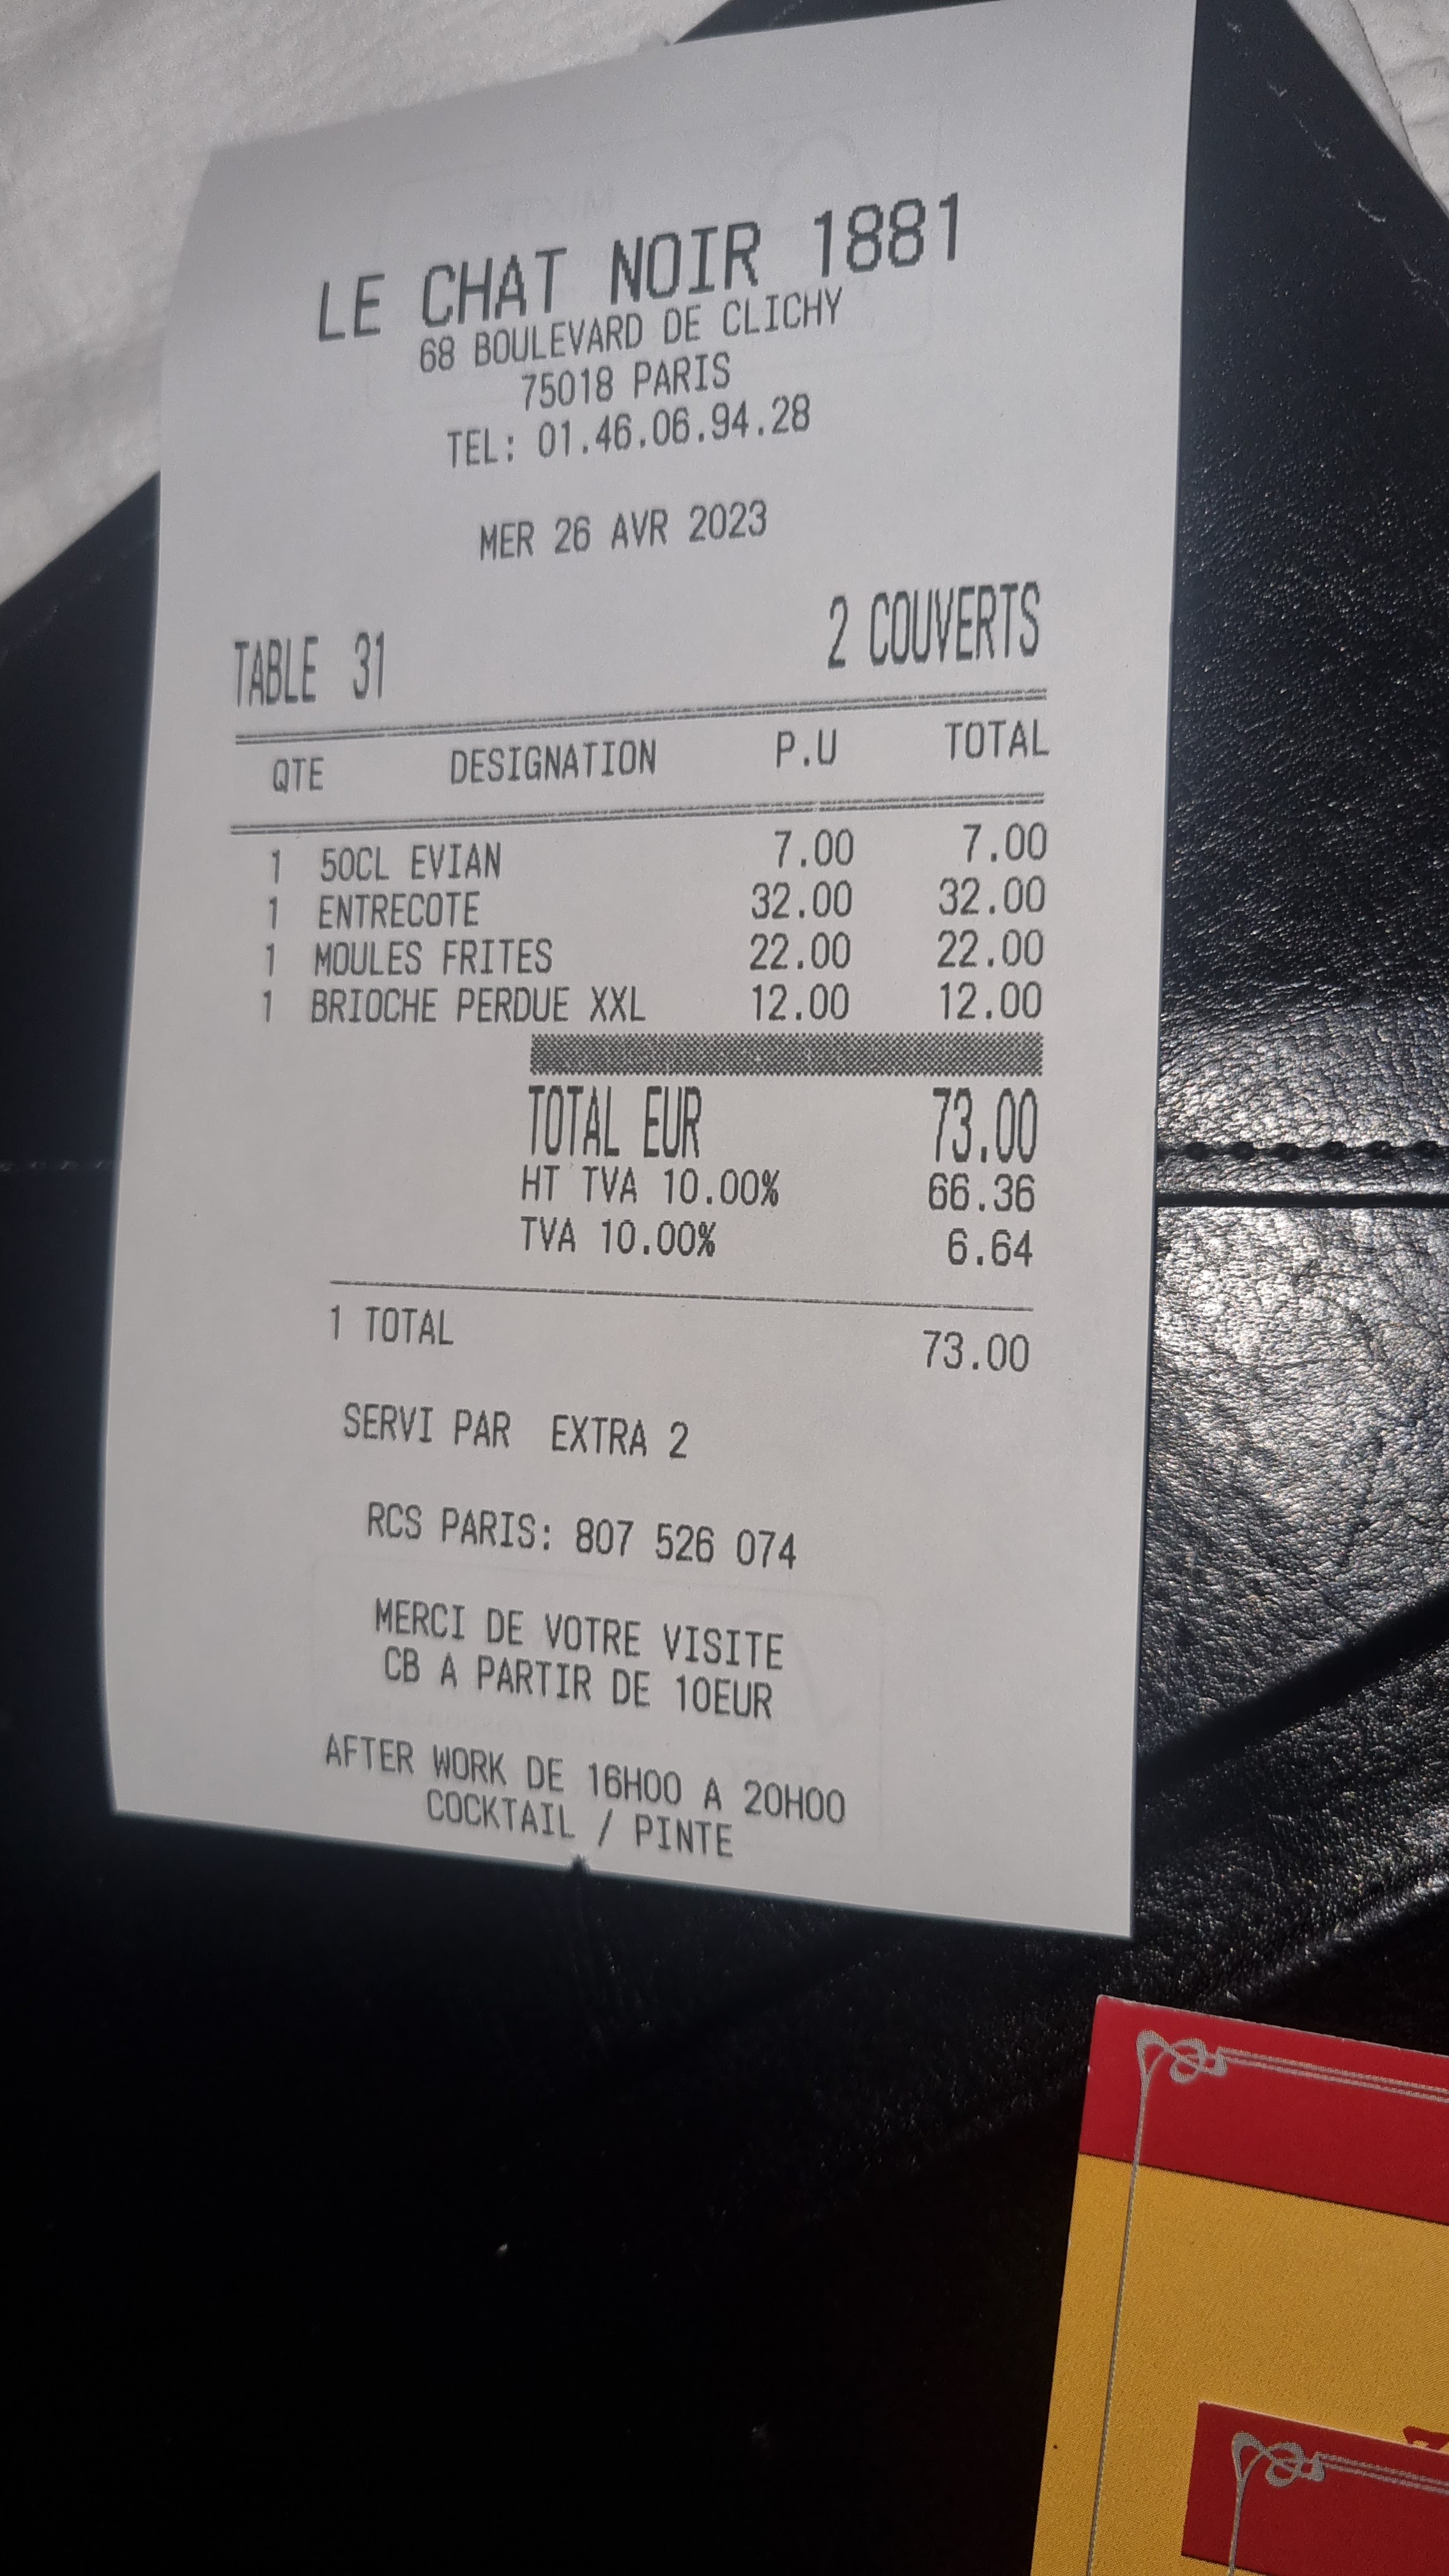 LE CHAT NOIR 1881
68 BOULEVARD DE CLICHY
75018 PARIS
TEL: 01.46.06.94.28
MER 26 AVR 2023
TABLE 31 2 COUVERTS
QTE DESIGNATION P.U TOTAL
1 50CL EVIAN 7.00 7.00
1 ENTRECOTE 32.00 32.00
1 MOULES FRITES 22.00 22.00
1 BRIOCHE PERDUE XXL 12.00 12.00
TOTAL EUR 73.00
HT TVA 10.00% 66.36
TVA 10.00% 6.64
1 TOTAL 73.00
SERVI PAR EXTRA 2
RCS PARIS: 807 526 074
MERCI DE VOTRE VISITE
CB A PARTIR DE 10EUR
AFTER WORK DE 16H00 A 20H00
COCKTAIL / PINTE